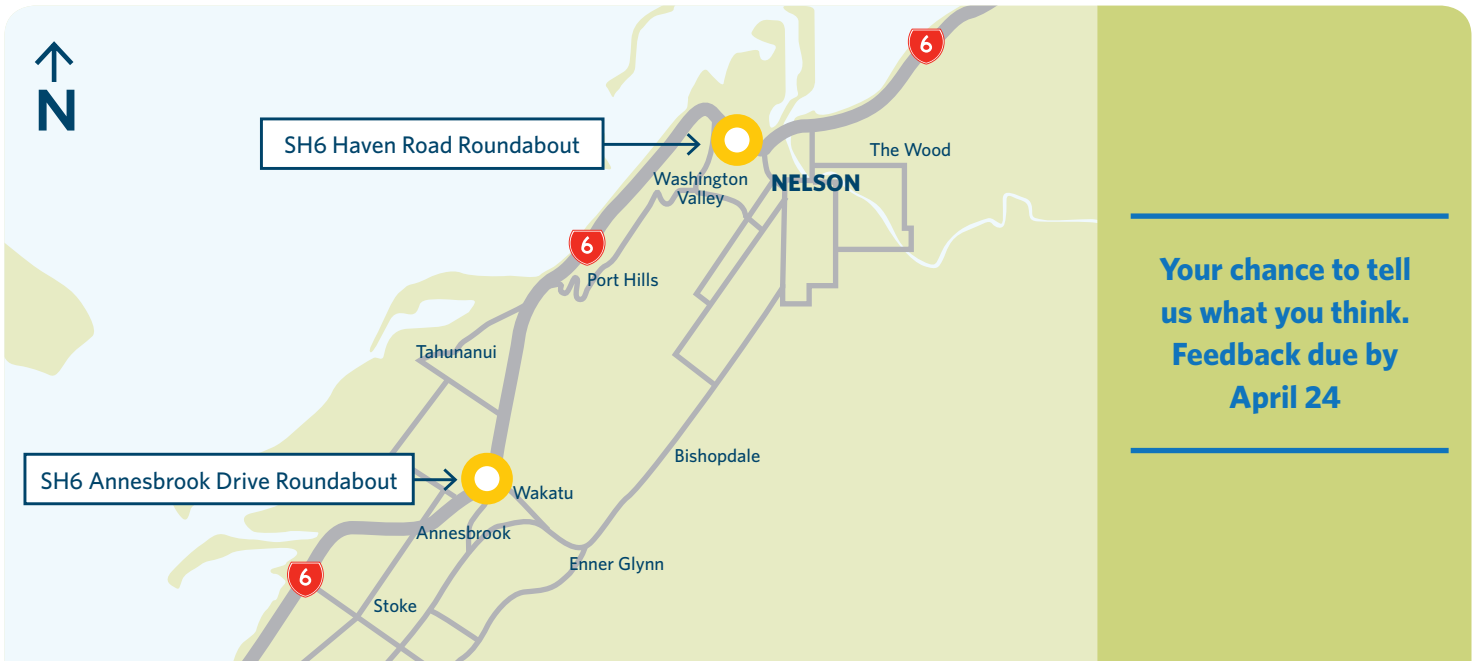 6
N
SH6 Haven Road Roundabout
The Wood
Washington
Valley
NELSON
6
Port Hills
Tahunanui
Bishopdale
SH6 Annesbrook Drive Roundabout
Wakatu
Annesbrook
Enner Glynn
6
Stoke
Your chance to tell
us what you think.
Feedback due by
April 24